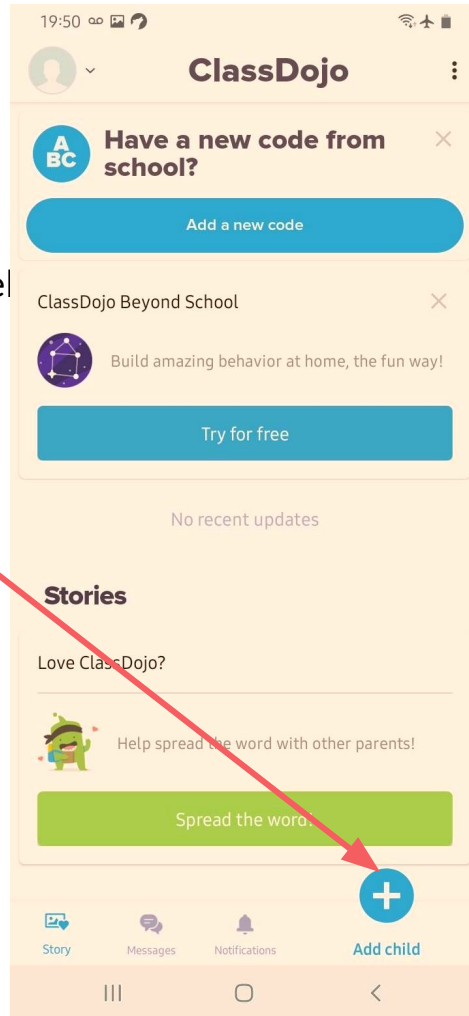 19:50
ClassDojo
A
BC
Have a new code from
school?
Add a new code
el
ClassDojo Beyond School
Build amazing behavior at home, the fun way!
Try for free
No recent updates
Stories
Love ClassDojo?
Help spread the word with other parents!
Spread the word!
Story
Messages
Notifications
Add child